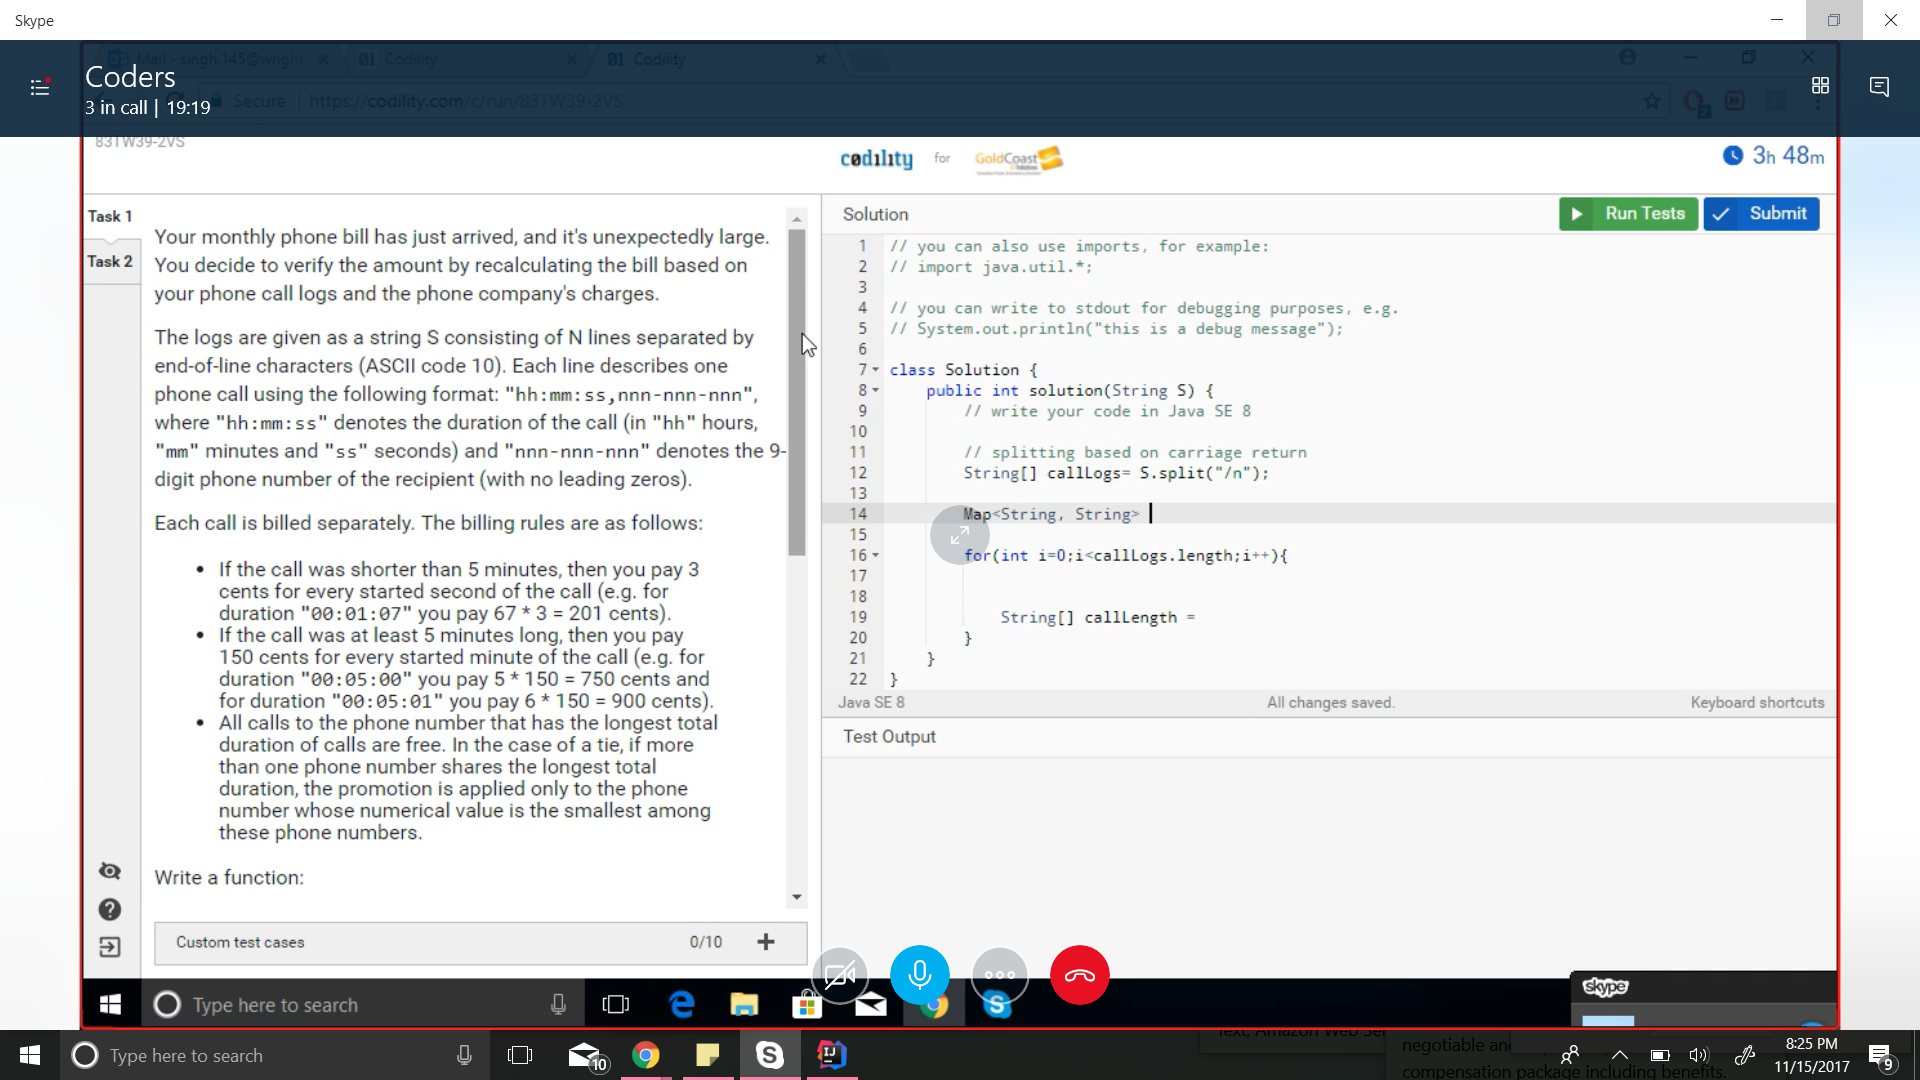 Skype
Mail - singh.145@wright
Codility
Codility
Coders
3 in call | 19:19
Secure
https://codility.com/c/run/83TW39-2VS
83TW39-2VS
codility
for
GoldCoast
3h 48m
Task 1
Task 2
Your monthly phone bill has just arrived, and it's unexpectedly large.
You decide to verify the amount by recalculating the bill based on
your phone call logs and the phone company's charges.
The logs are given as a string S consisting of N lines separated by
end-of-line characters (ASCII code 10). Each line describes one
phone call using the following format: "hh:mm:ss,nnn-nnn-nnn",
where "hh:mm:ss" denotes the duration of the call (in "hh" hours,
"mm" minutes and "ss" seconds) and "nnn-nnn-nnn" denotes the 9-
digit phone number of the recipient (with no leading zeros).
Each call is billed separately. The billing rules are as follows:
• If the call was shorter than 5 minutes, then you pay 3
cents for every started second of the call (e.g. for
duration "00:01:07" you pay 67 * 3 = 201 cents).
• If the call was at least 5 minutes long, then you pay
150 cents for every started minute of the call (e.g. for
duration "00:05:00" you pay 5 * 150 = 750 cents and
for duration "00:05:01" you pay 6 * 150 = 900 cents).
• All calls to the phone number that has the longest total
duration of calls are free. In the case of a tie, if more
than one phone number shares the longest total
duration, the promotion is applied only to the phone
number whose numerical value is the smallest among
these phone numbers.
Write a function:
Custom test cases
0/10
Solution
Run Tests
Submit
1 // you can also use imports, for example:
2 // import java.util.*;
3
4 // you can write to stdout for debugging purposes, e.g.
5 // System.out.println("this is a debug message");
6
7 class Solution {
8 public int solution(String S) {
9 // write your code in Java SE 8
10
11 // splitting based on carriage return
12 String[] callLogs= S.split("/n");
13
14 Map<String, String>
15
16 for(int i=0;i<callLogs.length;i++){
17
18
19 String[] callLength =
20 }
21 }
22 }
Java SE 8
All changes saved.
Keyboard shortcuts
Test Output
skype
Type here to search
negotiable and
compensation package including benefits.
Type here to search
10
8:25 PM
11/15/2017
9